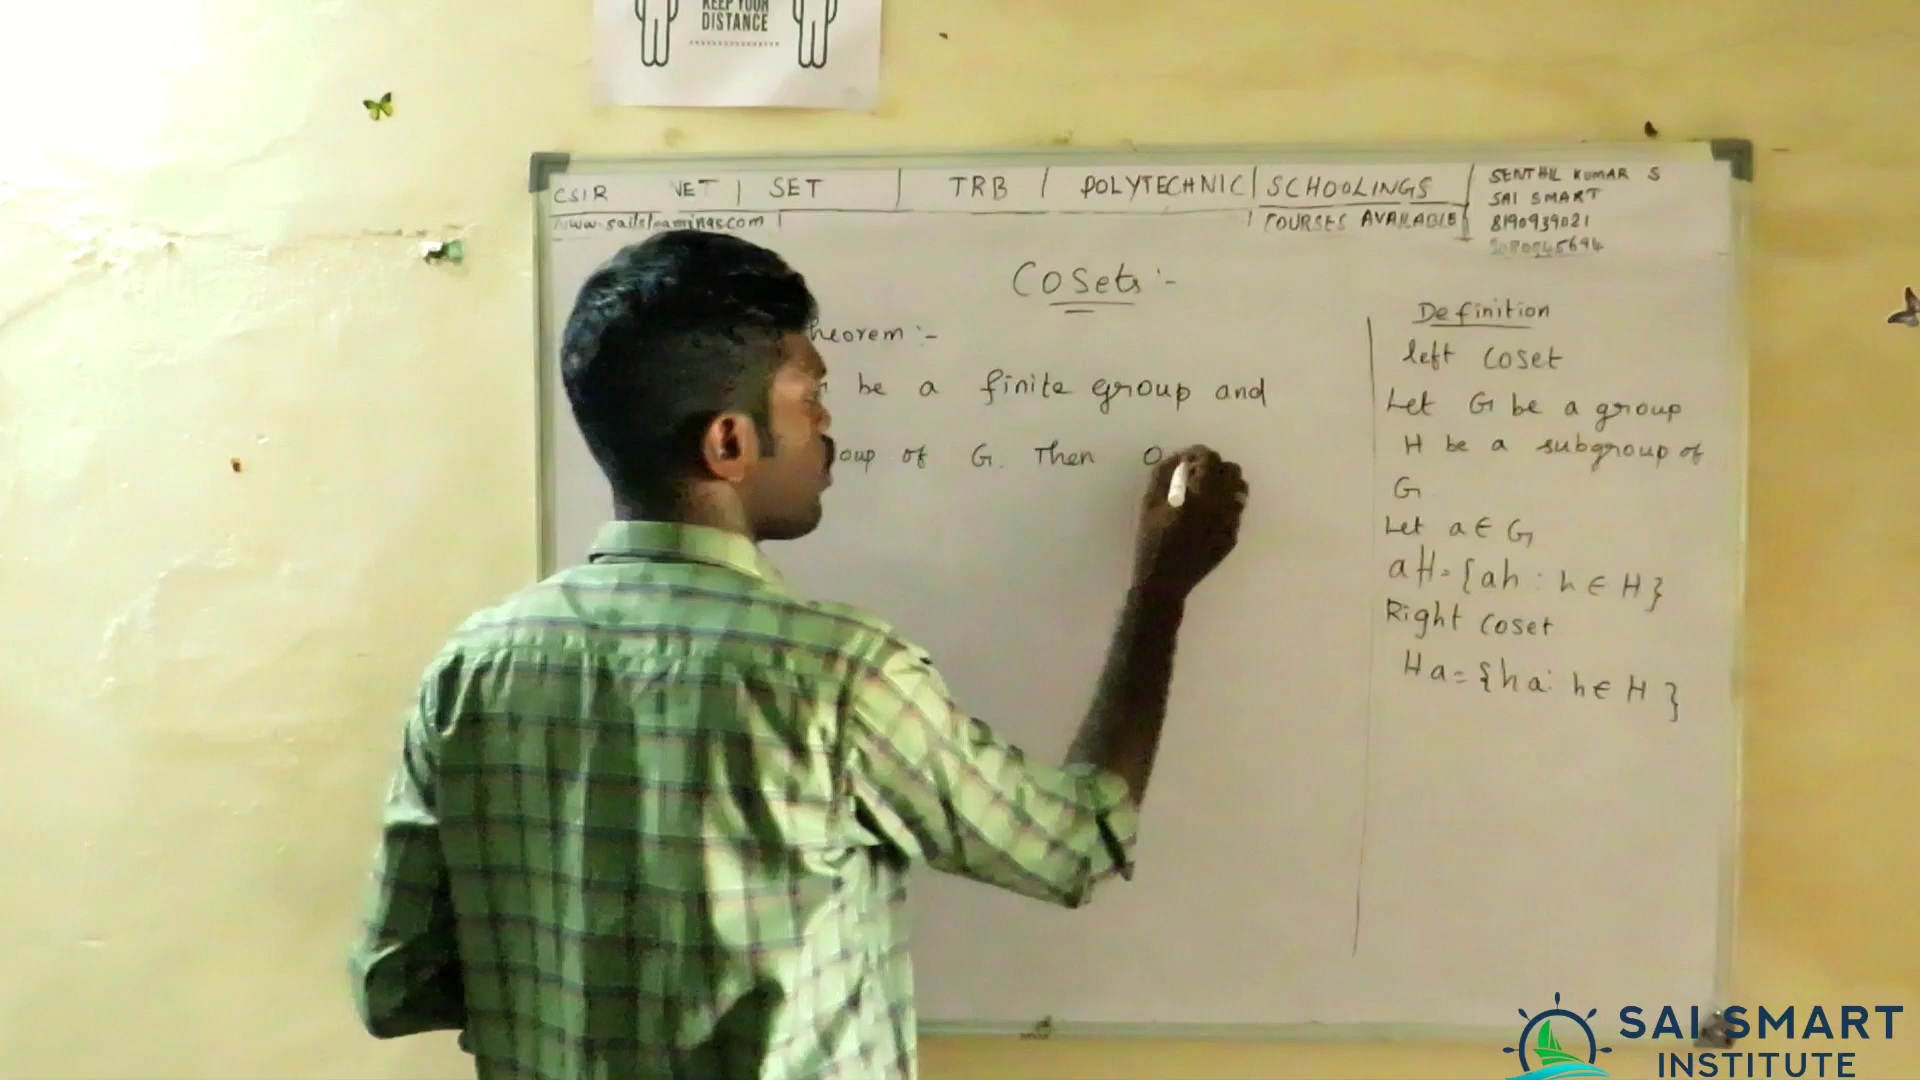 KEEP YOUR
DISTANCE
CSIR NET | SET | TRB | POLYTECHNIC | SCHOOLINGS
COURSES AVAILABLE
SENTHIL KUMAR S
SAI SMART
8190939021
Cosets :-
heorem :-
be a finite group and
oup of G. Then O
Definition
left coset
Let G be a group
H be a subgroup of
G
Let a ∈ G
aH = {ah : h ∈ H}
Right coset
Ha = {ha : h ∈ H}
SAI SMART
INSTITUTE